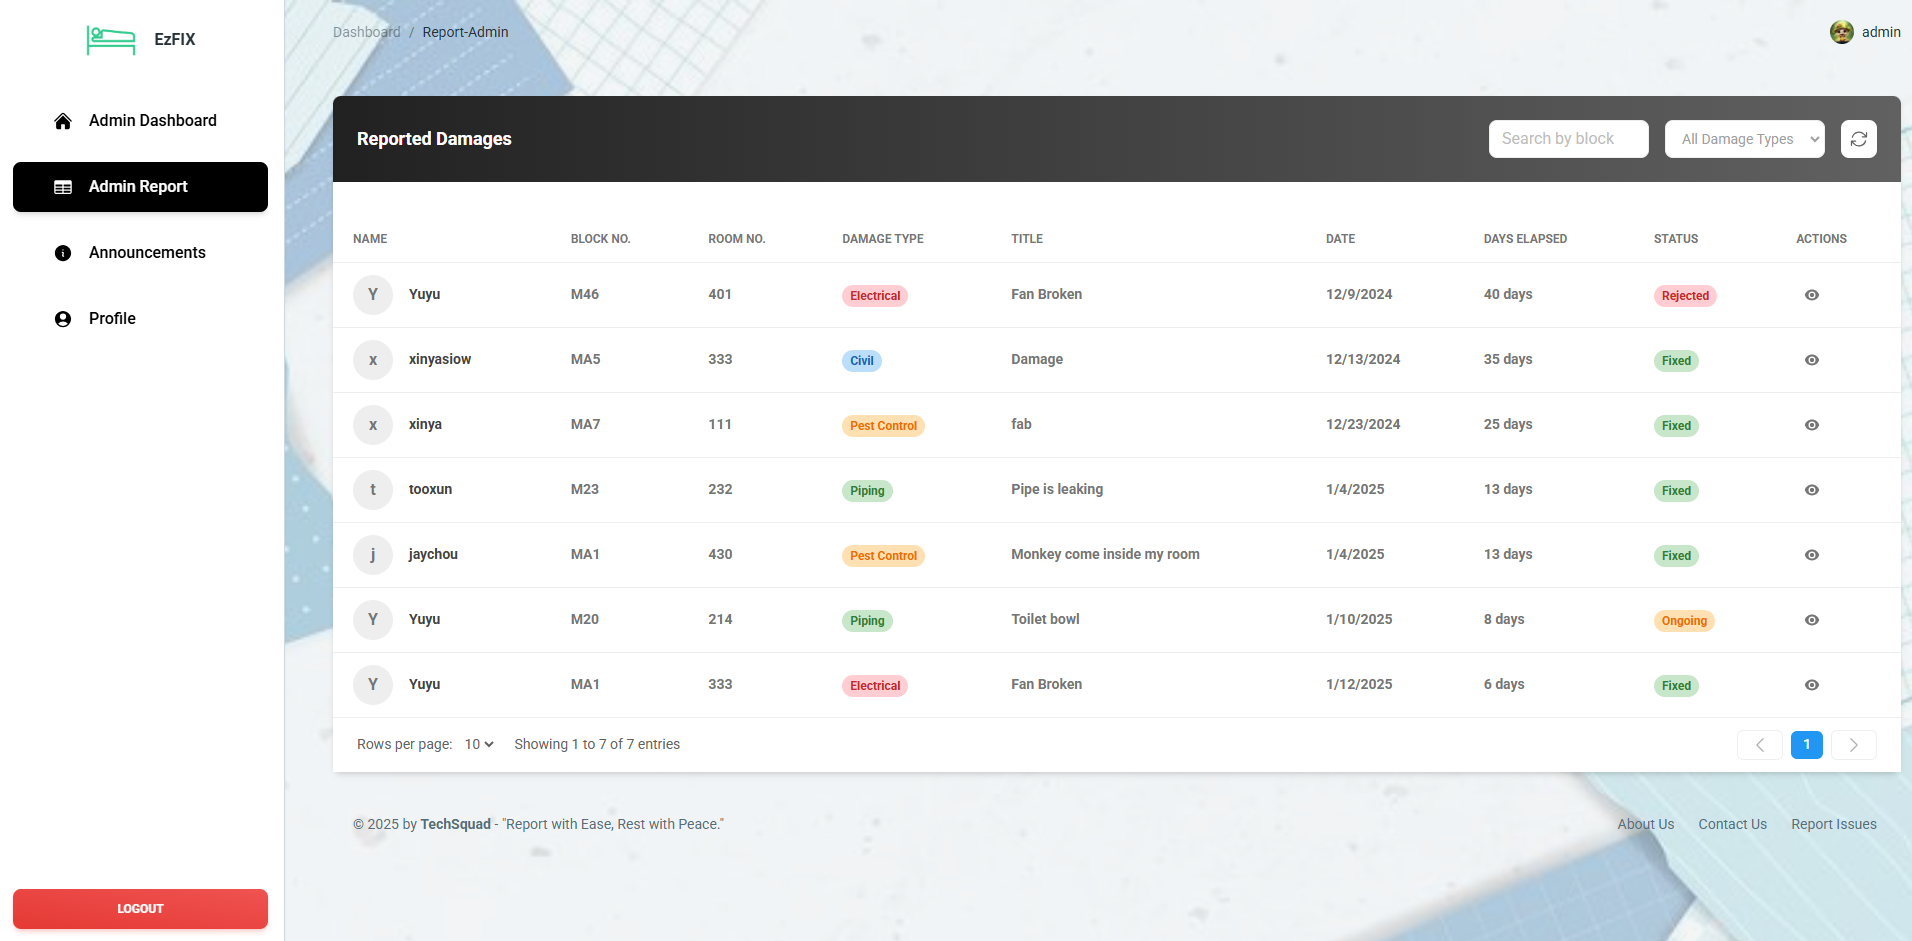 EzFIX
Admin Dashboard
Admin Report
Announcements
Profile
LOGOUT
Dashboard / Report-Admin
admin
Reported Damages
Search by block
All Damage Types
NAME BLOCK NO. ROOM NO. DAMAGE TYPE TITLE DATE DAYS ELAPSED STATUS ACTIONS
Y Yuyu M46 401 Electrical Fan Broken 12/9/2024 40 days Rejected
x xinyasiow MA5 333 Civil Damage 12/13/2024 35 days Fixed
x xinya MA7 111 Pest Control fab 12/23/2024 25 days Fixed
t tooxun M23 232 Piping Pipe is leaking 1/4/2025 13 days Fixed
j jaychou MA1 430 Pest Control Monkey come inside my room 1/4/2025 13 days Fixed
Y Yuyu M20 214 Piping Toilet bowl 1/10/2025 8 days Ongoing
Y Yuyu MA1 333 Electrical Fan Broken 1/12/2025 6 days Fixed
Rows per page: 10 Showing 1 to 7 of 7 entries 1
© 2025 by TechSquad - "Report with Ease, Rest with Peace."
About Us Contact Us Report Issues